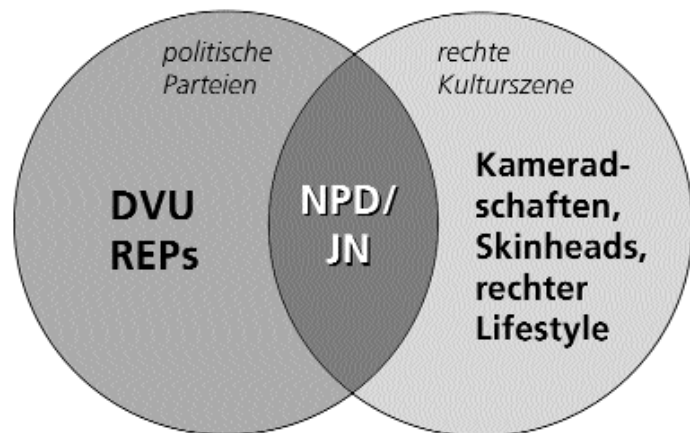 politische
Parteien
DVU
REPs
NPD/
JN
rechte
Kulturszene
Kamerad-
schaften,
Skinheads,
rechter
Lifestyle